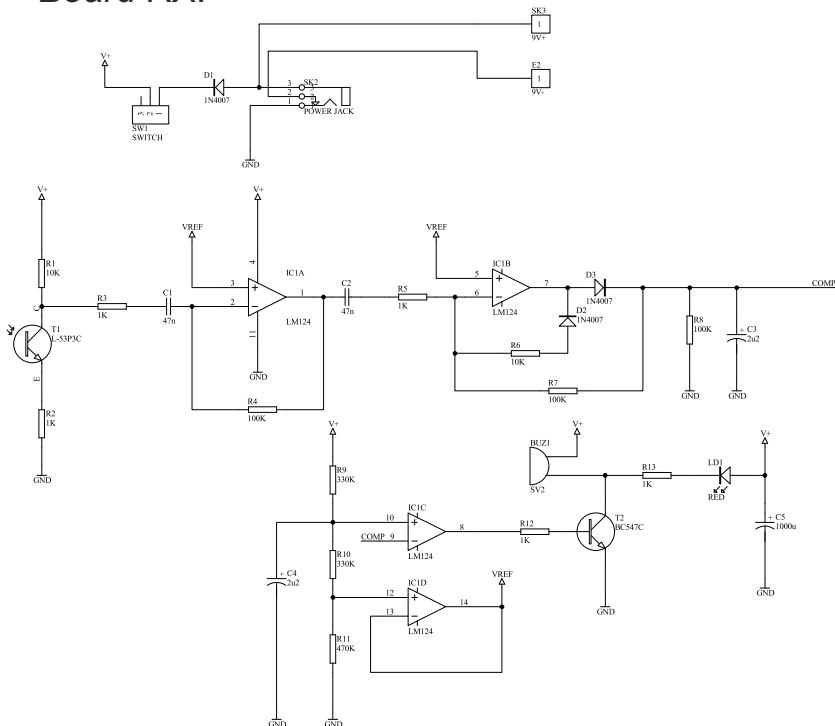 SK3
1
9V+
E2
1
9V-
V+
D1
1N4007
3
2
1
SK2
POWER JACK
3 2 1
SW1
SWITCH
GND
V+
R1
10K
C
T1
L-53P3C
E
R2
1K
GND
R3
1K
C1
47n
VREF
V+
4
3
2
IC1A
1
LM124
11
GND
R4
100K
C2
47n
R5
1K
VREF
5
6
IC1B
7
LM124
D3
1N4007
D2
1N4007
R6
10K
R7
100K
COMP
R8
100K
+ C3
2u2
GND
GND
V+
R9
330K
10
COMP 9
IC1C
8
LM124
R10
330K
+ C4
2u2
12
13
IC1D
14
LM124
VREF
R11
470K
GND
GND
R12
1K
BUZ1
SV2
V+
T2
BC547C
GND
R13
1K
LD1
RED
V+
+ C5
1000u
GND